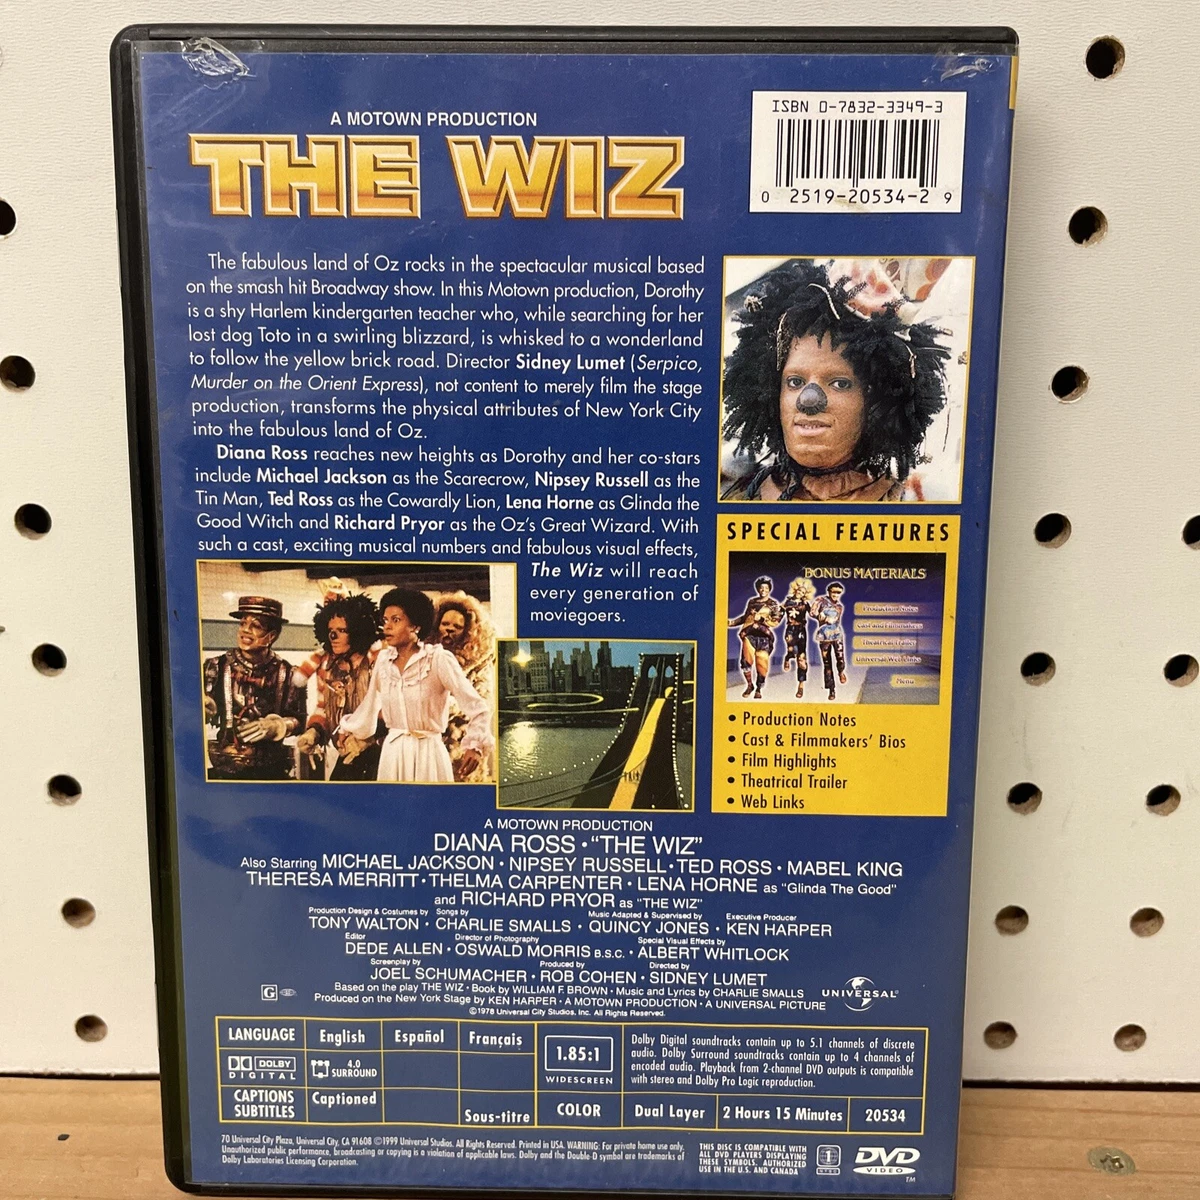 A MOTOWN PRODUCTION
THE WIZ
ISBN 0-7832-3349-3
0 2519-20534-2 9
The fabulous land of Oz rocks in the spectacular musical based
on the smash hit Broadway show. In this Motown production, Dorothy
is a shy Harlem kindergarten teacher who, while searching for her
lost dog Toto in a swirling blizzard, is whisked to a wonderland
to follow the yellow brick road. Director Sidney Lumet (Serpico,
Murder on the Orient Express), not content to merely film the stage
production, transforms the physical attributes of New York City
into the fabulous land of Oz.
Diana Ross reaches new heights as Dorothy and her co-stars
include Michael Jackson as the Scarecrow, Nipsey Russell as the
Tin Man, Ted Ross as the Cowardly Lion, Lena Horne as Glinda the
Good Witch and Richard Pryor as the Oz's Great Wizard. With
such a cast, exciting musical numbers and fabulous visual effects,
The Wiz will reach
every generation of
moviegoers.
SPECIAL FEATURES
BONUS MATERIALS
Production Notes
Cast and Filmmakers
Theatrical Trailer
Universal Web Links
Menu
• Production Notes
• Cast & Filmmakers' Bios
• Film Highlights
• Theatrical Trailer
• Web Links
A MOTOWN PRODUCTION
DIANA ROSS • "THE WIZ"
Also Starring MICHAEL JACKSON • NIPSEY RUSSELL • TED ROSS • MABEL KING
THERESA MERRITT • THELMA CARPENTER • LENA HORNE as "Glinda The Good"
and RICHARD PRYOR as "THE WIZ"
Production Design & Costumes by Songs by Music Adapted & Supervised by Executive Producer
TONY WALTON • CHARLIE SMALLS • QUINCY JONES • KEN HARPER
Editor Director of Photography Special Visual Effects by
DEDE ALLEN • OSWALD MORRIS B.S.C. • ALBERT WHITLOCK
Screenplay by Produced by Directed by
JOEL SCHUMACHER • ROB COHEN • SIDNEY LUMET
Based on the play THE WIZ • Book by WILLIAM F. BROWN • Music and Lyrics by CHARLIE SMALLS
Produced on the New York Stage by KEN HARPER • A MOTOWN PRODUCTION • A UNIVERSAL PICTURE
©1978 Universal City Studios, Inc. All Rights Reserved.
G
UNIVERSAL
LANGUAGE English Español Français
DOLBY DIGITAL
4.0 SURROUND
CAPTIONS SUBTITLES
Captioned
Sous-titre
1.85:1
WIDESCREEN
Dolby Digital soundtracks contain up to 5.1 channels of discrete
audio. Dolby Surround soundtracks contain up to 4 channels of
encoded audio. Playback from 2-channel DVD outputs is compatible
with stereo and Dolby Pro Logic reproduction.
COLOR Dual Layer 2 Hours 15 Minutes 20534
70 Universal City Plaza, Universal City, CA 91608 ©1999 Universal Studios. All Rights Reserved. Printed in USA. WARNING: For private home use only.
Unauthorized public performance, broadcasting or copying is a violation of applicable laws. Dolby and the Double-D symbol are trademarks of
Dolby Laboratories Licensing Corporation.
THIS DISC IS COMPATIBLE WITH
ALL DVD PLAYERS DISPLAYING
THESE SYMBOLS. AUTHORIZED
USE IN THE U.S. AND CANADA
1
NTSC
DVD
VIDEO
TM